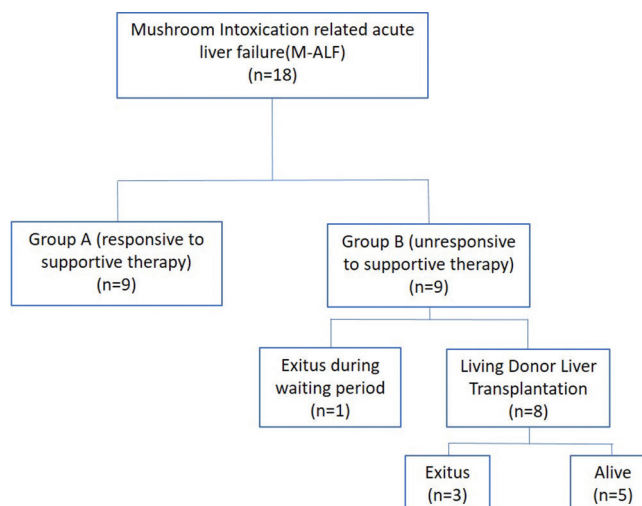 Mushroom Intoxication related acute
liver failure(M-ALF)
(n=18)
Group A (responsive to
supportive therapy)
(n=9)
Group B (unresponsive
to supportive therapy)
(n=9)
Exitus during
waiting period
(n=1)
Living Donor Liver
Transplantation
(n=8)
Exitus
(n=3)
Alive
(n=5)